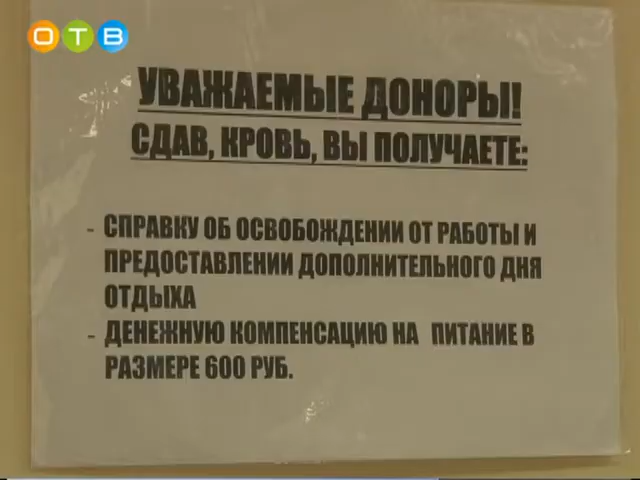 ОТВ
УВАЖАЕМЫЕ ДОНОРЫ!
СДАВ, КРОВЬ, ВЫ ПОЛУЧАЕТЕ:
- СПРАВКУ ОБ ОСВОБОЖДЕНИИ ОТ РАБОТЫ И
ПРЕДОСТАВЛЕНИИ ДОПОЛНИТЕЛЬНОГО ДНЯ
ОТДЫХА
- ДЕНЕЖНУЮ КОМПЕНСАЦИЮ НА ПИТАНИЕ В
РАЗМЕРЕ 600 РУБ.